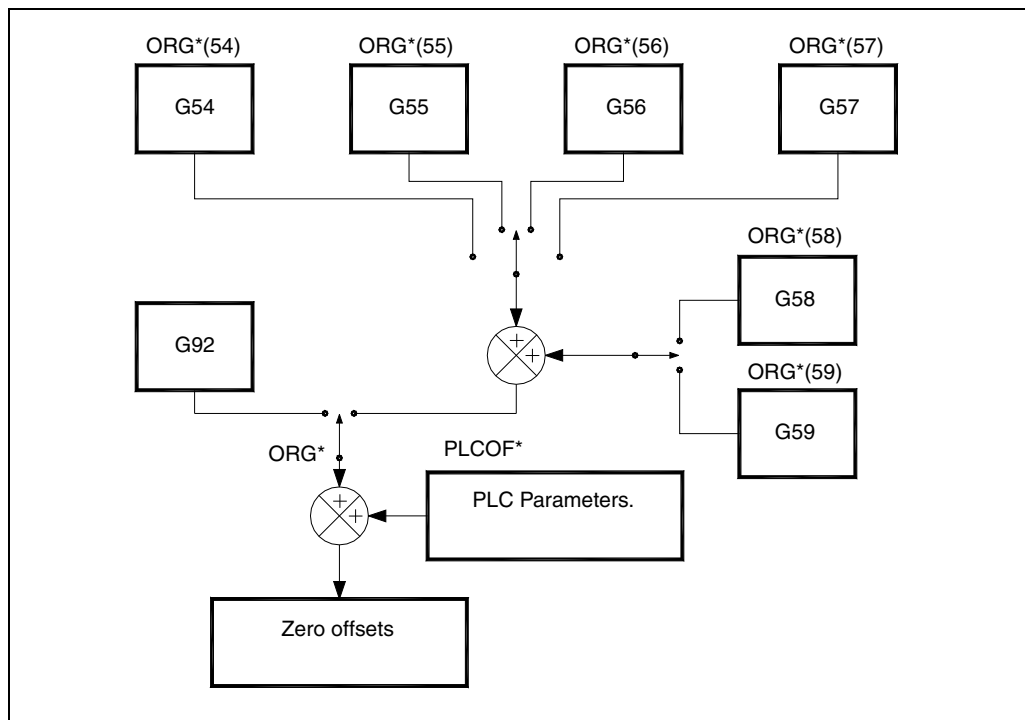 ORG*(54) ORG*(55) ORG*(56) ORG*(57)
G54 G55 G56 G57
ORG*(58)
G58
G92
ORG*(59)
G59
ORG* PLCOF*
PLC Parameters.
Zero offsets